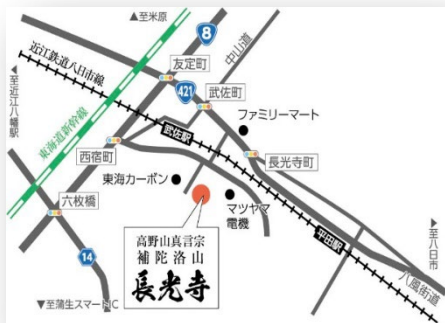 ▲至米原
8
近江鉄道八日市線
友定町
中山道
421
武佐町
ファミリーマート
▲至近江八幡駅
東海道新幹線
武佐駅
西宿町
長光寺町
東海カーボン
六枚橋
マツヤマ
電機
平田駅
▲至八日市
高野山真言宗
補陀洛山
長光寺
14
八風街道
▼至蒲生スマートIC